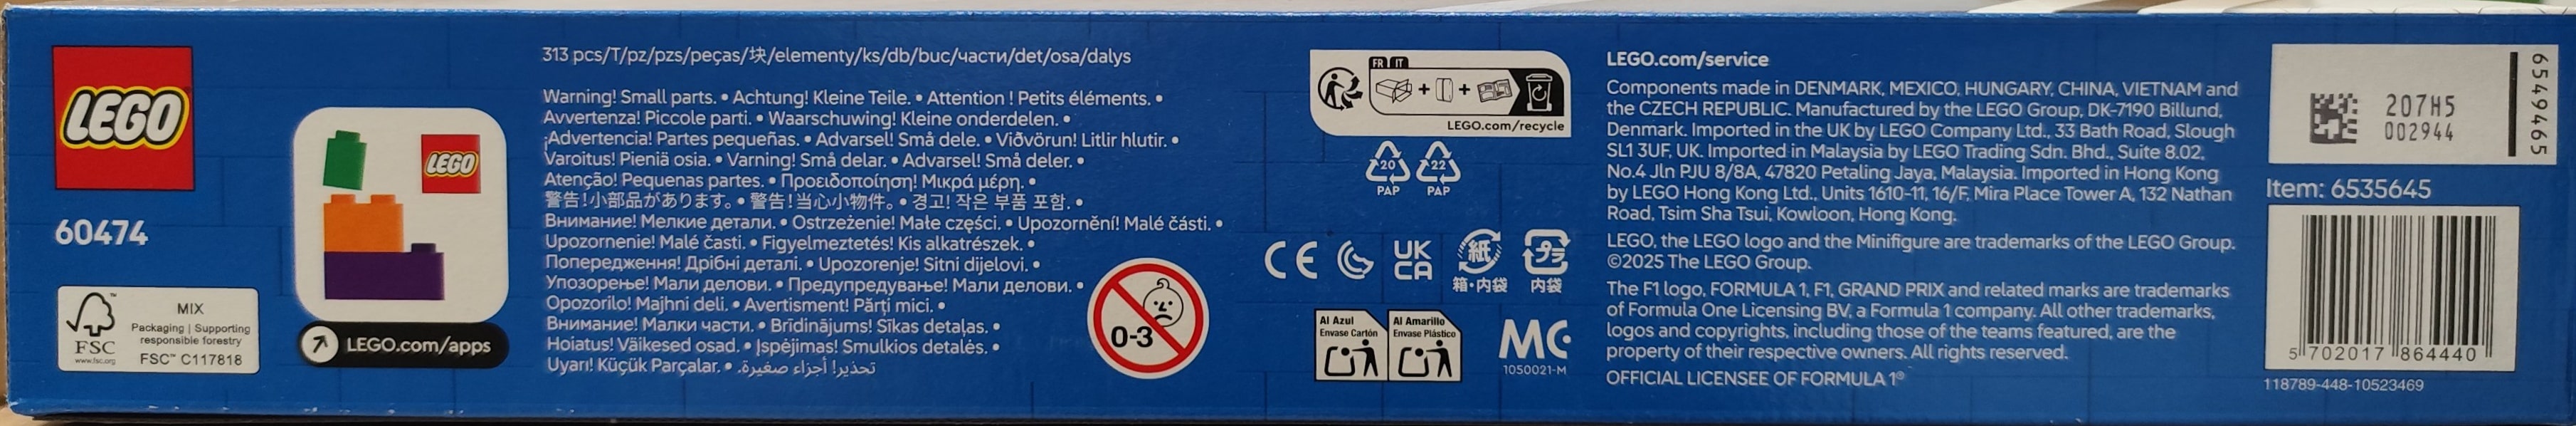 LEGO
60474
FSC
www.fsc.org
MIX
Packaging | Supporting
responsible forestry
FSC™ C117818
LEGO
LEGO.com/apps
313 pcs/T/pz/pzs/peças/块/elementy/ks/db/buc/части/det/osa/dalys
Warning! Small parts. • Achtung! Kleine Teile. • Attention ! Petits éléments. •
Avvertenza! Piccole parti. • Waarschuwing! Kleine onderdelen. •
¡Advertencia! Partes pequeñas. • Advarsel! Små dele. • Viðvörun! Litlir hlutir. •
Varoitus! Pieniä osia. • Varning! Små delar. • Advarsel! Små deler. •
Atenção! Pequenas partes. • Προειδοποίηση! Μικρά μέρη. •
警告!小部品があります。 • 警告!当心小物件。 • 경고! 작은 부품 포함. •
Внимание! Мелкие детали. • Ostrzeżenie! Małe części. • Upozornění! Malé části. •
Upozornenie! Malé časti. • Figyelmeztetés! Kis alkatrészek. •
Попередження! Дрібні деталі. • Upozorenje! Sitni dijelovi. •
Упозорење! Мали делови. • Предупредување! Мали делови. •
Opozorilo! Majhni deli. • Avertisment! Părți mici. •
Внимание! Малки части. • Brīdinājums! Sīkas detaļas. •
Hoiatus! Väikesed osad. • Įspėjimas! Smulkios detalės. •
Uyarı! Küçük Parçalar. • تحذير! أجزاء صغيرة.
0-3
FR IT
LEGO.com/recycle
20 22
PAP PAP
CE UK CA 紙 プラ
箱・内袋 内袋
Al Azul
Envase Cartón
Al Amarillo
Envase Plástico
MC
1050021-M
LEGO.com/service
Components made in DENMARK, MEXICO, HUNGARY, CHINA, VIETNAM and
the CZECH REPUBLIC. Manufactured by the LEGO Group, DK-7190 Billund,
Denmark. Imported in the UK by LEGO Company Ltd., 33 Bath Road, Slough
SL1 3UF, UK. Imported in Malaysia by LEGO Trading Sdn. Bhd., Suite 8.02,
No.4 Jln PJU 8/8A, 47820 Petaling Jaya, Malaysia. Imported in Hong Kong
by LEGO Hong Kong Ltd., Units 1610-11, 16/F, Mira Place Tower A, 132 Nathan
Road, Tsim Sha Tsui, Kowloon, Hong Kong.
LEGO, the LEGO logo and the Minifigure are trademarks of the LEGO Group.
©2025 The LEGO Group.
The F1 logo, FORMULA 1, F1, GRAND PRIX and related marks are trademarks
of Formula One Licensing BV, a Formula 1 company. All other trademarks,
logos and copyrights, including those of the teams featured, are the
property of their respective owners. All rights reserved.
OFFICIAL LICENSEE OF FORMULA 1®
207H5
002944
6549465
Item: 6535645
5 702017 864440
118789-448-10523469